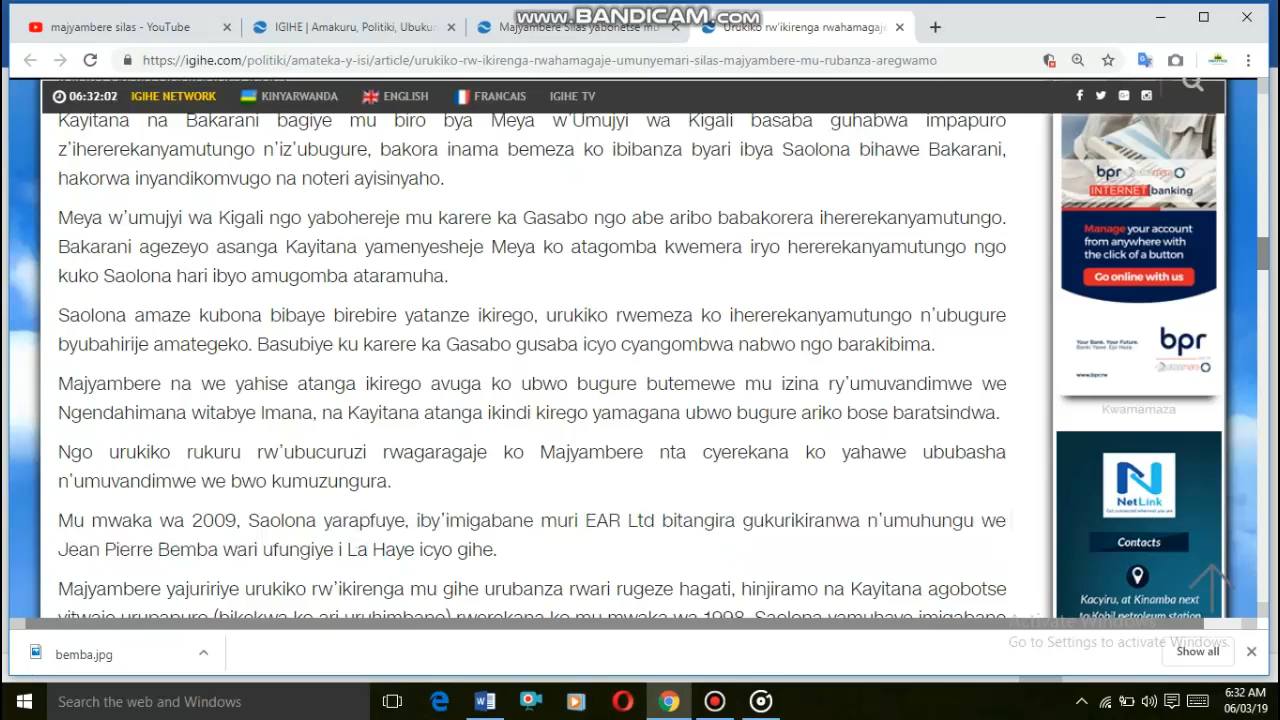 www.BANDICAM.com
majyambere silas - YouTube
IGIHE | Amakuru, Politiki, Ubukun
Majyambere Silas yabonetse mu
Urukiko rw'ikirenga rwahamagaje
https://igihe.com/politiki/amateka-y-isi/article/urukiko-rw-ikirenga-rwahamagaje-umunyemari-silas-majyambere-mu-rubanza-aregwamo
06:32:02 IGIHE NETWORK KINYARWANDA ENGLISH FRANCAIS IGIHE TV
Kayitana na Bakarani bagiye mu biro bya Meya w'Umujyi wa Kigali basaba guhabwa impapuro
z'ihererekanyamutungo n'iz'ubugure, bakora inama bemeza ko ibibanza byari ibya Saolona bihawe Bakarani,
hakorwa inyandikomvugo na noteri ayisinyaho.
Meya w'umujyi wa Kigali ngo yabohereje mu karere ka Gasabo ngo abe aribo babakorera ihererekanyamutungo.
Bakarani agezeyo asanga Kayitana yamenyesheje Meya ko atagomba kwemera iryo hererekanyamutungo ngo
kuko Saolona hari ibyo amugomba ataramuha.
Saolona amaze kubona bibaye birebire yatanze ikirego, urukiko rwemeza ko ihererekanyamutungo n'ubugure
byubahirije amategeko. Basubiye ku karere ka Gasabo gusaba icyo cyangombwa nabwo ngo barakibima.
Majyambere na we yahise atanga ikirego avuga ko ubwo bugure butemewe mu izina ry'umuvandimwe we
Ngendahimana witabye Imana, na Kayitana atanga ikindi kirego yamagana ubwo bugure ariko bose baratsindwa.
Ngo urukiko rukuru rw'ubucuruzi rwagaragaje ko Majyambere nta cyerekana ko yahawe ububasha
n'umuvandimwe we bwo kumuzungura.
Mu mwaka wa 2009, Saolona yarapfuye, ibye imigabane muri EAR Ltd bitangira gukurikiranwa n'umuhungu we
Jean Pierre Bemba wari ufungiye i La Haye icyo gihe.
Majyambere yajuririye urukiko rw'ikirenga mu gihe urubanza rwari rugeze hagati, hinjiramo na Kayitana agobotse
bpr
INTERNET banking
Manage your account
from anywhere with
the click of a button
Go online with us
Your Bank. Your Future.
bpr
www.bpr.rw
Kwamamaza
NetLink
Contacts
Kacyiru, at Kinamba next
to Kobil petroleum station
Activate Windows
Go to Settings to activate Windows.
bemba.jpg
Show all
Search the web and Windows
6:32 AM
06/03/19